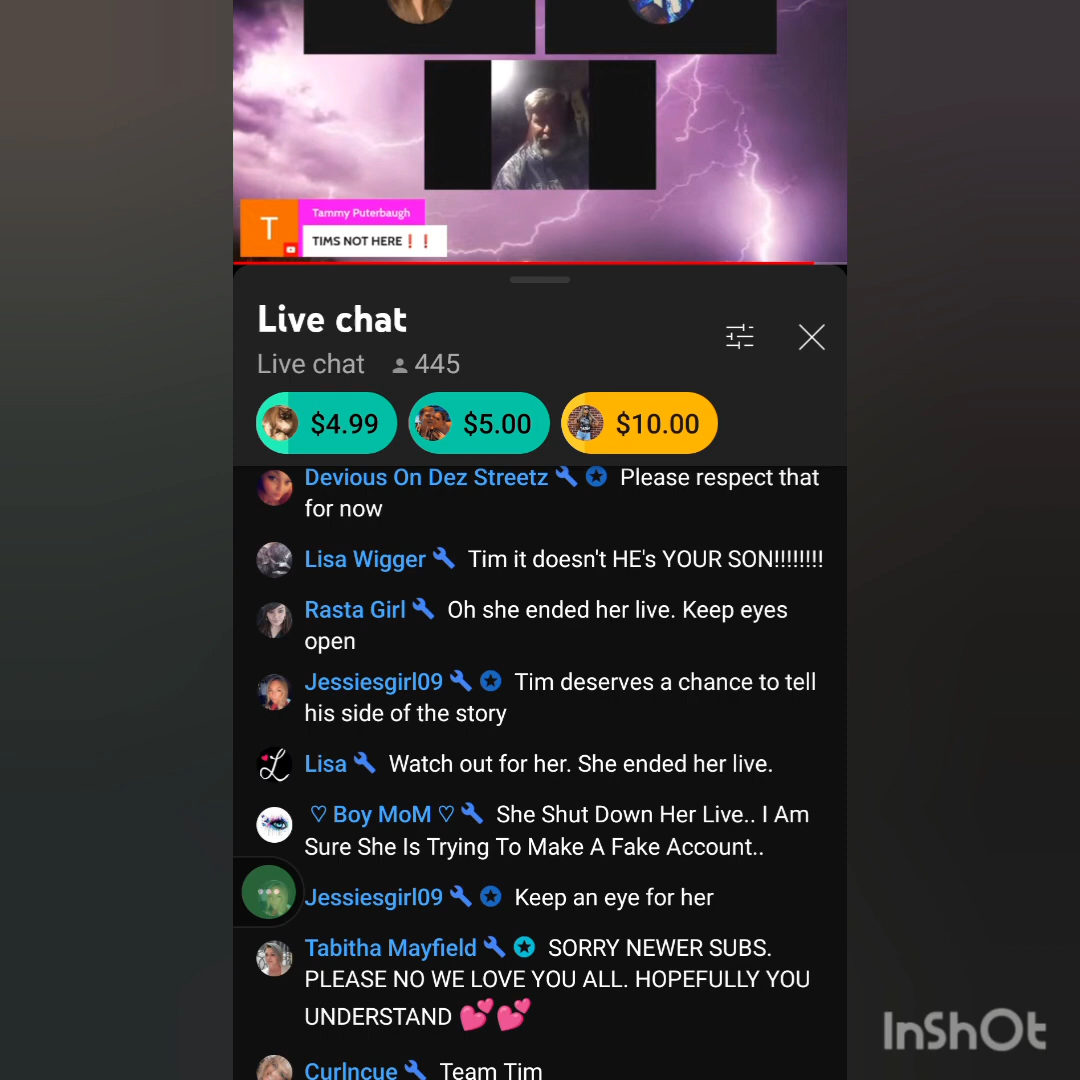 T
Tammy Puterbaugh
TIMS NOT HERE❗❗
Live chat
Live chat 445
$4.99 $5.00 $10.00
Devious On Dez Streetz Please respect that
for now
Lisa Wigger Tim it doesn't HE's YOUR SON!!!!!!!!
Rasta Girl Oh she ended her live. Keep eyes
open
Jessiesgirl09 Tim deserves a chance to tell
his side of the story
L
Lisa Watch out for her. She ended her live.
♡ Boy MoM ♡ She Shut Down Her Live.. I Am
Sure She Is Trying To Make A Fake Account..
Jessiesgirl09 Keep an eye for her
Tabitha Mayfield SORRY NEWER SUBS.
PLEASE NO WE LOVE YOU ALL. HOPEFULLY YOU
UNDERSTAND 💕💕
InShOt
Curlncue Team Tim